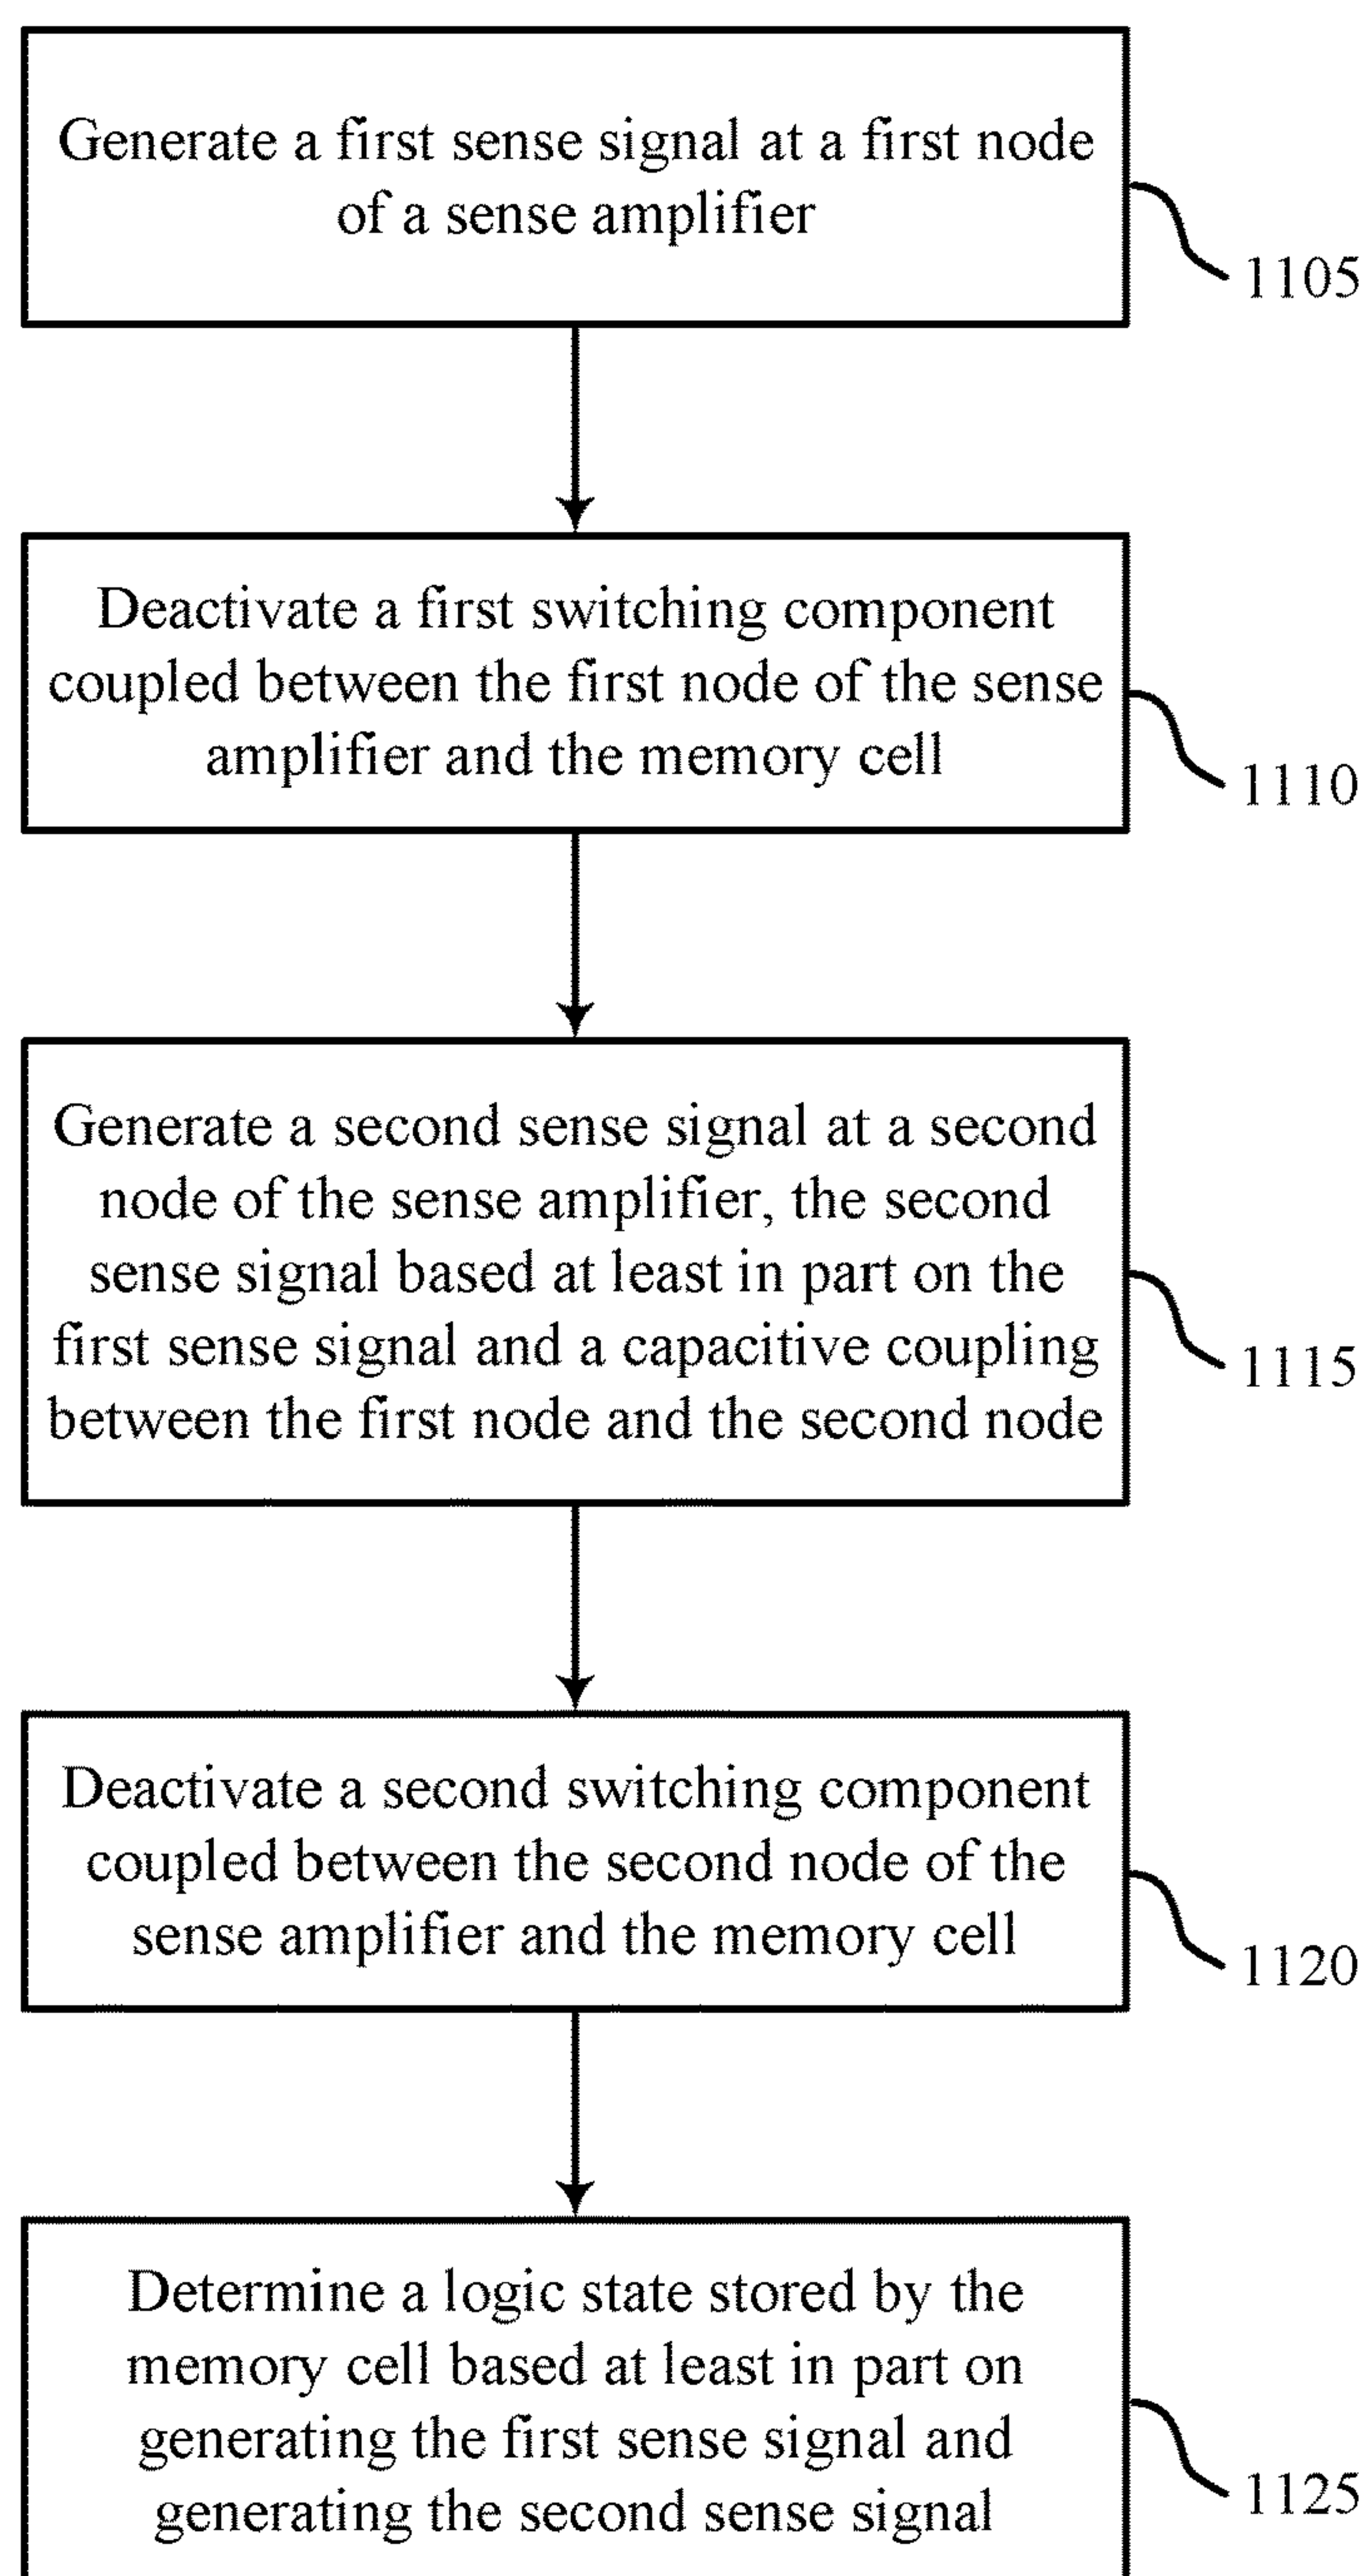 Generate a first sense signal at a first node
of a sense amplifier
1105
Deactivate a first switching component
coupled between the first node of the sense
amplifier and the memory cell
1110
Generate a second sense signal at a second
node of the sense amplifier, the second
sense signal based at least in part on the
first sense signal and a capacitive coupling
between the first node and the second node
1115
Deactivate a second switching component
coupled between the second node of the
sense amplifier and the memory cell
1120
Determine a logic state stored by the
memory cell based at least in part on
generating the first sense signal and
generating the second sense signal
1125